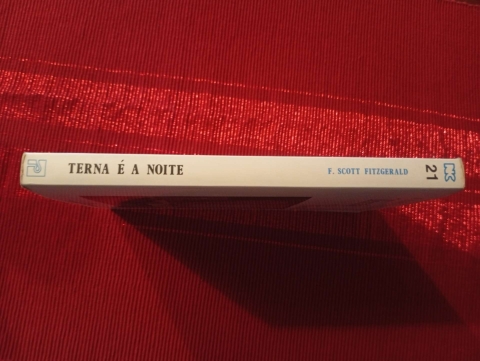 TERNA É A NOITE
F. SCOTT FITZGERALD
21